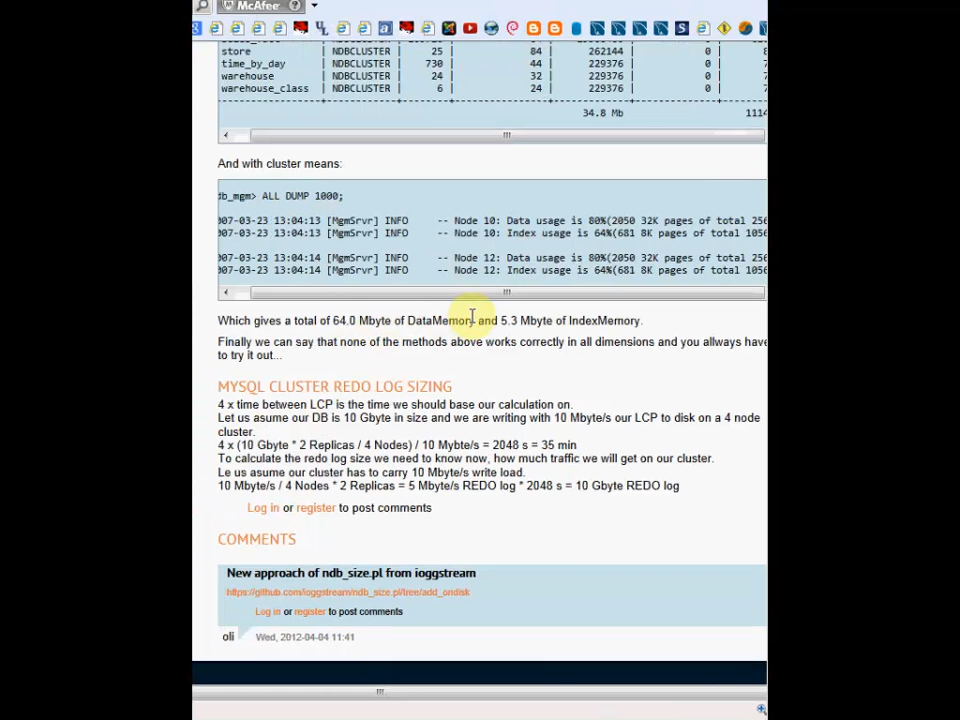 McAfee
store | NDBCLUSTER | 25 | 84 | 262144 | 0 | 8
time_by_day | NDBCLUSTER | 730 | 44 | 229376 | 0 | 7
warehouse | NDBCLUSTER | 24 | 32 | 229376 | 0 | 7
warehouse_class | NDBCLUSTER | 6 | 24 | 229376 | 0 | 7
34.8 Mb 1114
And with cluster means:
db_mgm> ALL DUMP 1000;
007-03-23 13:04:13 [MgmSrvr] INFO -- Node 10: Data usage is 80%(2050 32K pages of total 256
007-03-23 13:04:13 [MgmSrvr] INFO -- Node 10: Index usage is 64%(681 8K pages of total 1056
007-03-23 13:04:14 [MgmSrvr] INFO -- Node 12: Data usage is 80%(2050 32K pages of total 256
007-03-23 13:04:14 [MgmSrvr] INFO -- Node 12: Index usage is 64%(681 8K pages of total 1056
Which gives a total of 64.0 Mbyte of DataMemory and 5.3 Mbyte of IndexMemory.
Finally we can say that none of the methods above works correctly in all dimensions and you allways have
to try it out...
MYSQL CLUSTER REDO LOG SIZING
4 x time between LCP is the time we should base our calculation on.
Let us asume our DB is 10 Gbyte in size and we are writing with 10 Mbyte/s our LCP to disk on a 4 node
cluster.
4 x (10 Gbyte * 2 Replicas / 4 Nodes) / 10 Mybte/s = 2048 s = 35 min
To calculate the redo log size we need to know now, how much traffic we will get on our cluster.
Le us asume our cluster has to carry 10 Mbyte/s write load.
10 Mbyte/s / 4 Nodes * 2 Replicas = 5 Mbyte/s REDO log * 2048 s = 10 Gbyte REDO log
Log in or register to post comments
COMMENTS
New approach of ndb_size.pl from ioggstream
https://github.com/ioggstream/ndb_size.pl/tree/add_ondisk
Log in or register to post comments
oli Wed, 2012-04-04 11:41